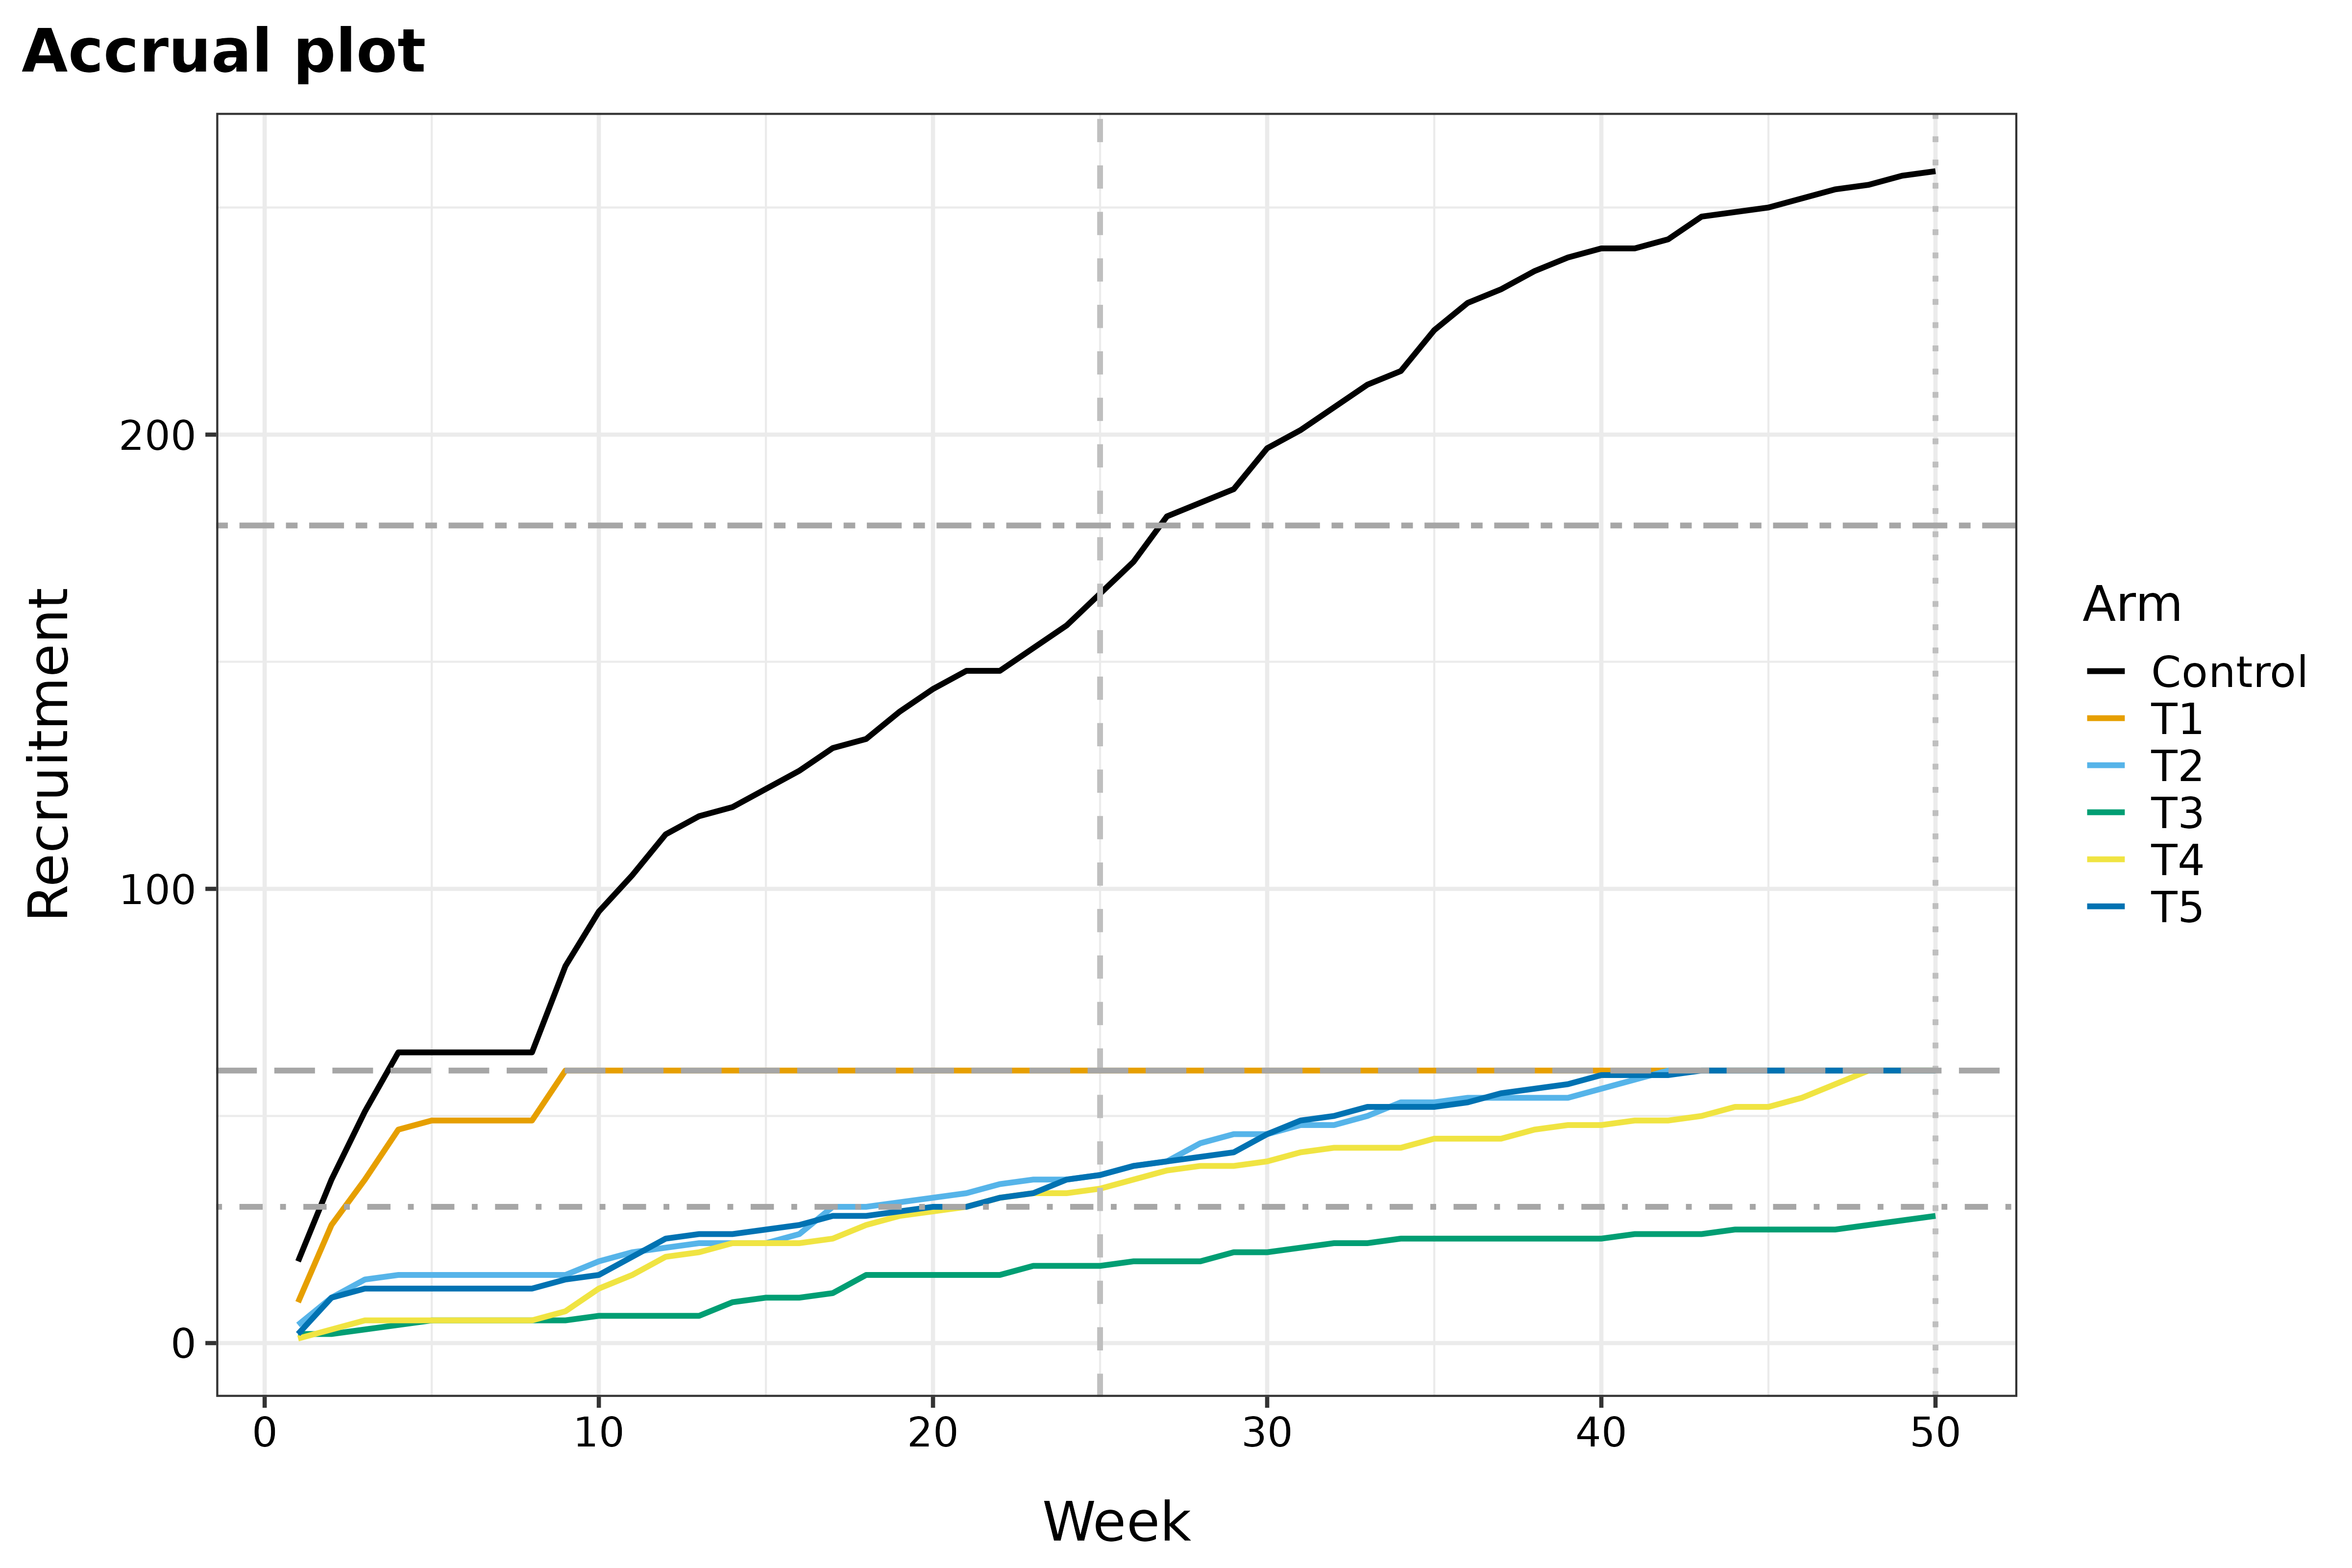 Accrual plot
Recruitment
200
100
0
0 10 20 30 40 50
Week
Arm
Control
T1
T2
T3
T4
T5